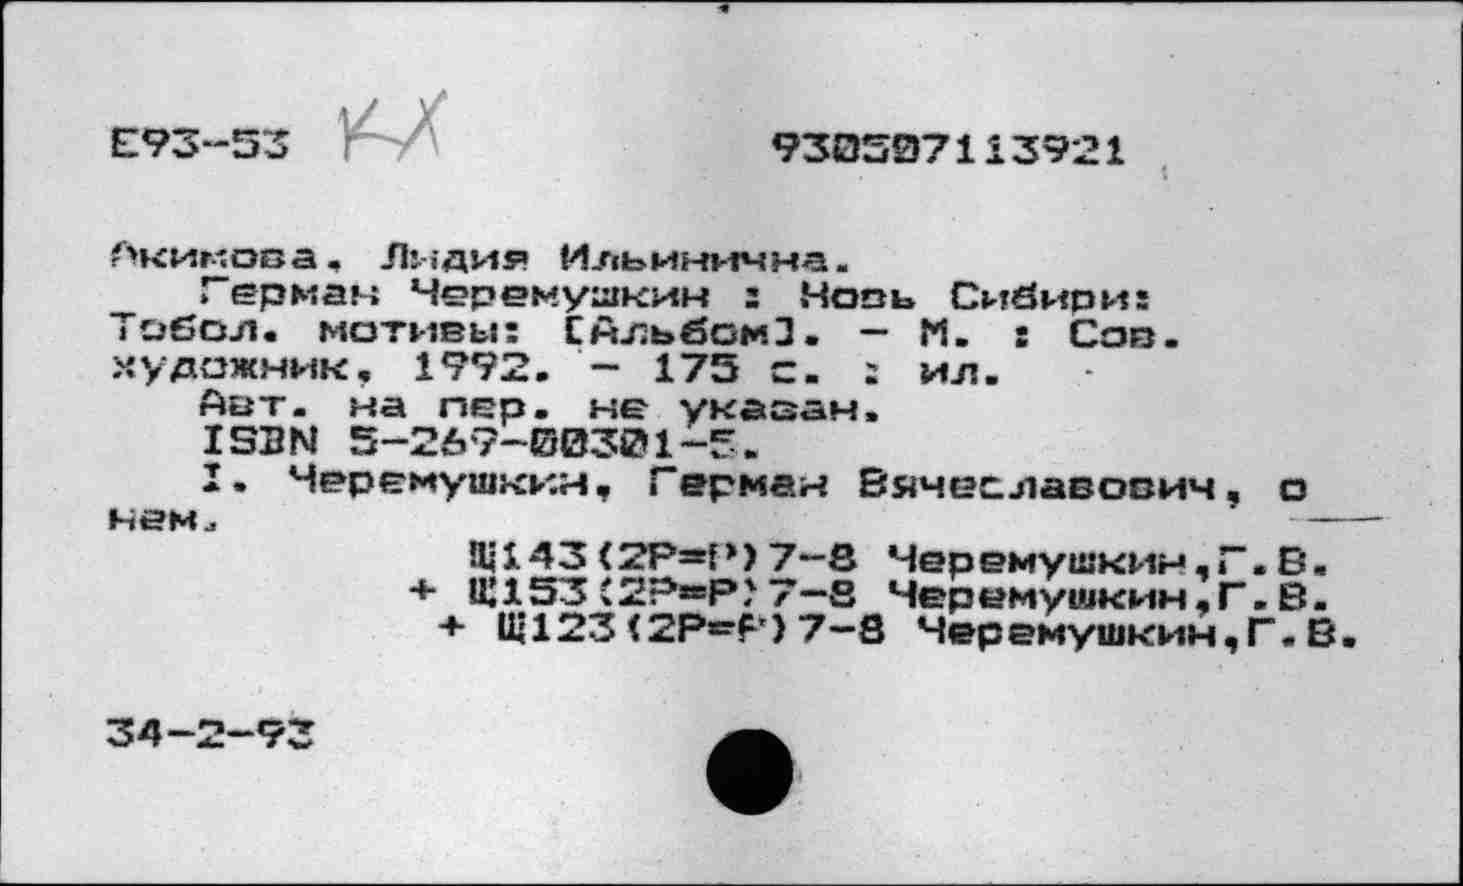 Е93-53 КХ 930507113921
Акимова, Лидия Ильинична.
Герман Черемушкин : Новь Сибири:
Тобол. мотивы: [Альбом]. - М. : Сов.
художник, 1992. - 175 с. : ил.
Авт. на пер. не указан.
ISBN 5-269-00301-5.
I. Черемушкин, Герман Вячеславович, о
нем.
Щ143(2Р=Р)7-8 Черемушкин,Г.В.
+ Щ153(2Р=Р)7-8 Черемушкин,Г.В.
+ Щ123(2Р=Р)7-8 Черемушкин,Г.В.
34-2-93